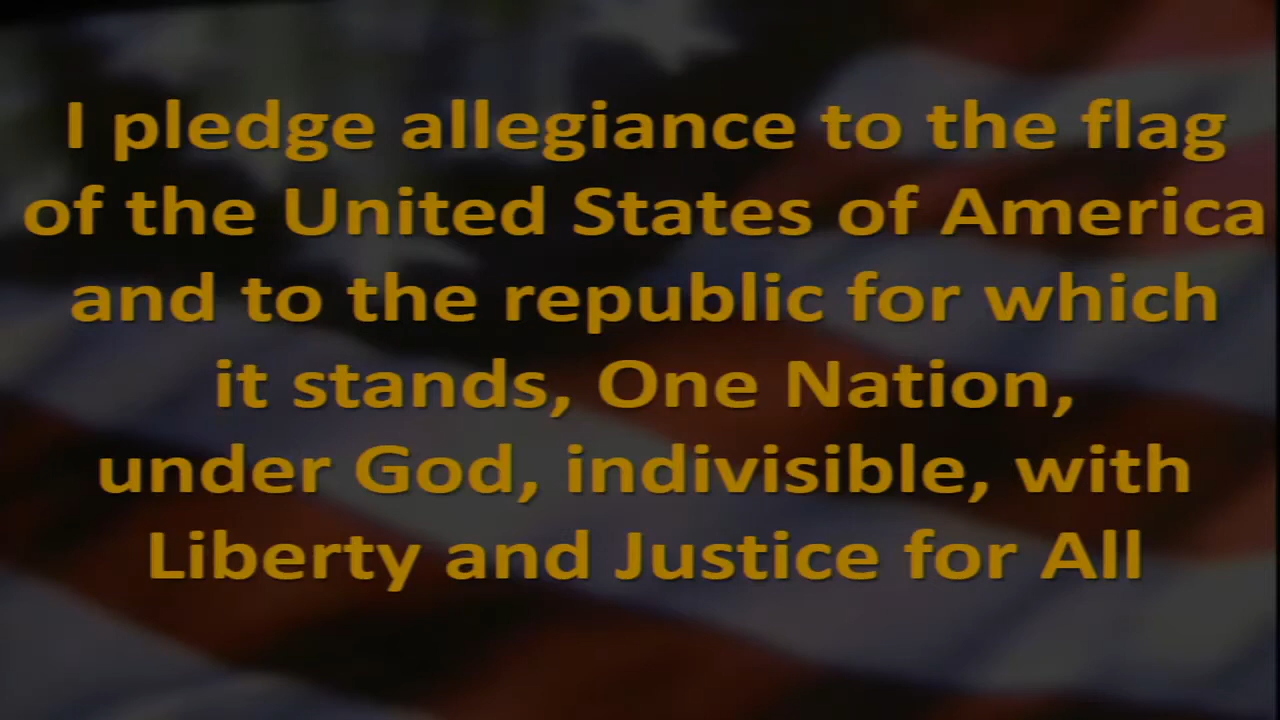 I pledge allegiance to the flag
of the United States of America
and to the republic for which
it stands, One Nation,
under God, indivisible, with
Liberty and Justice for All